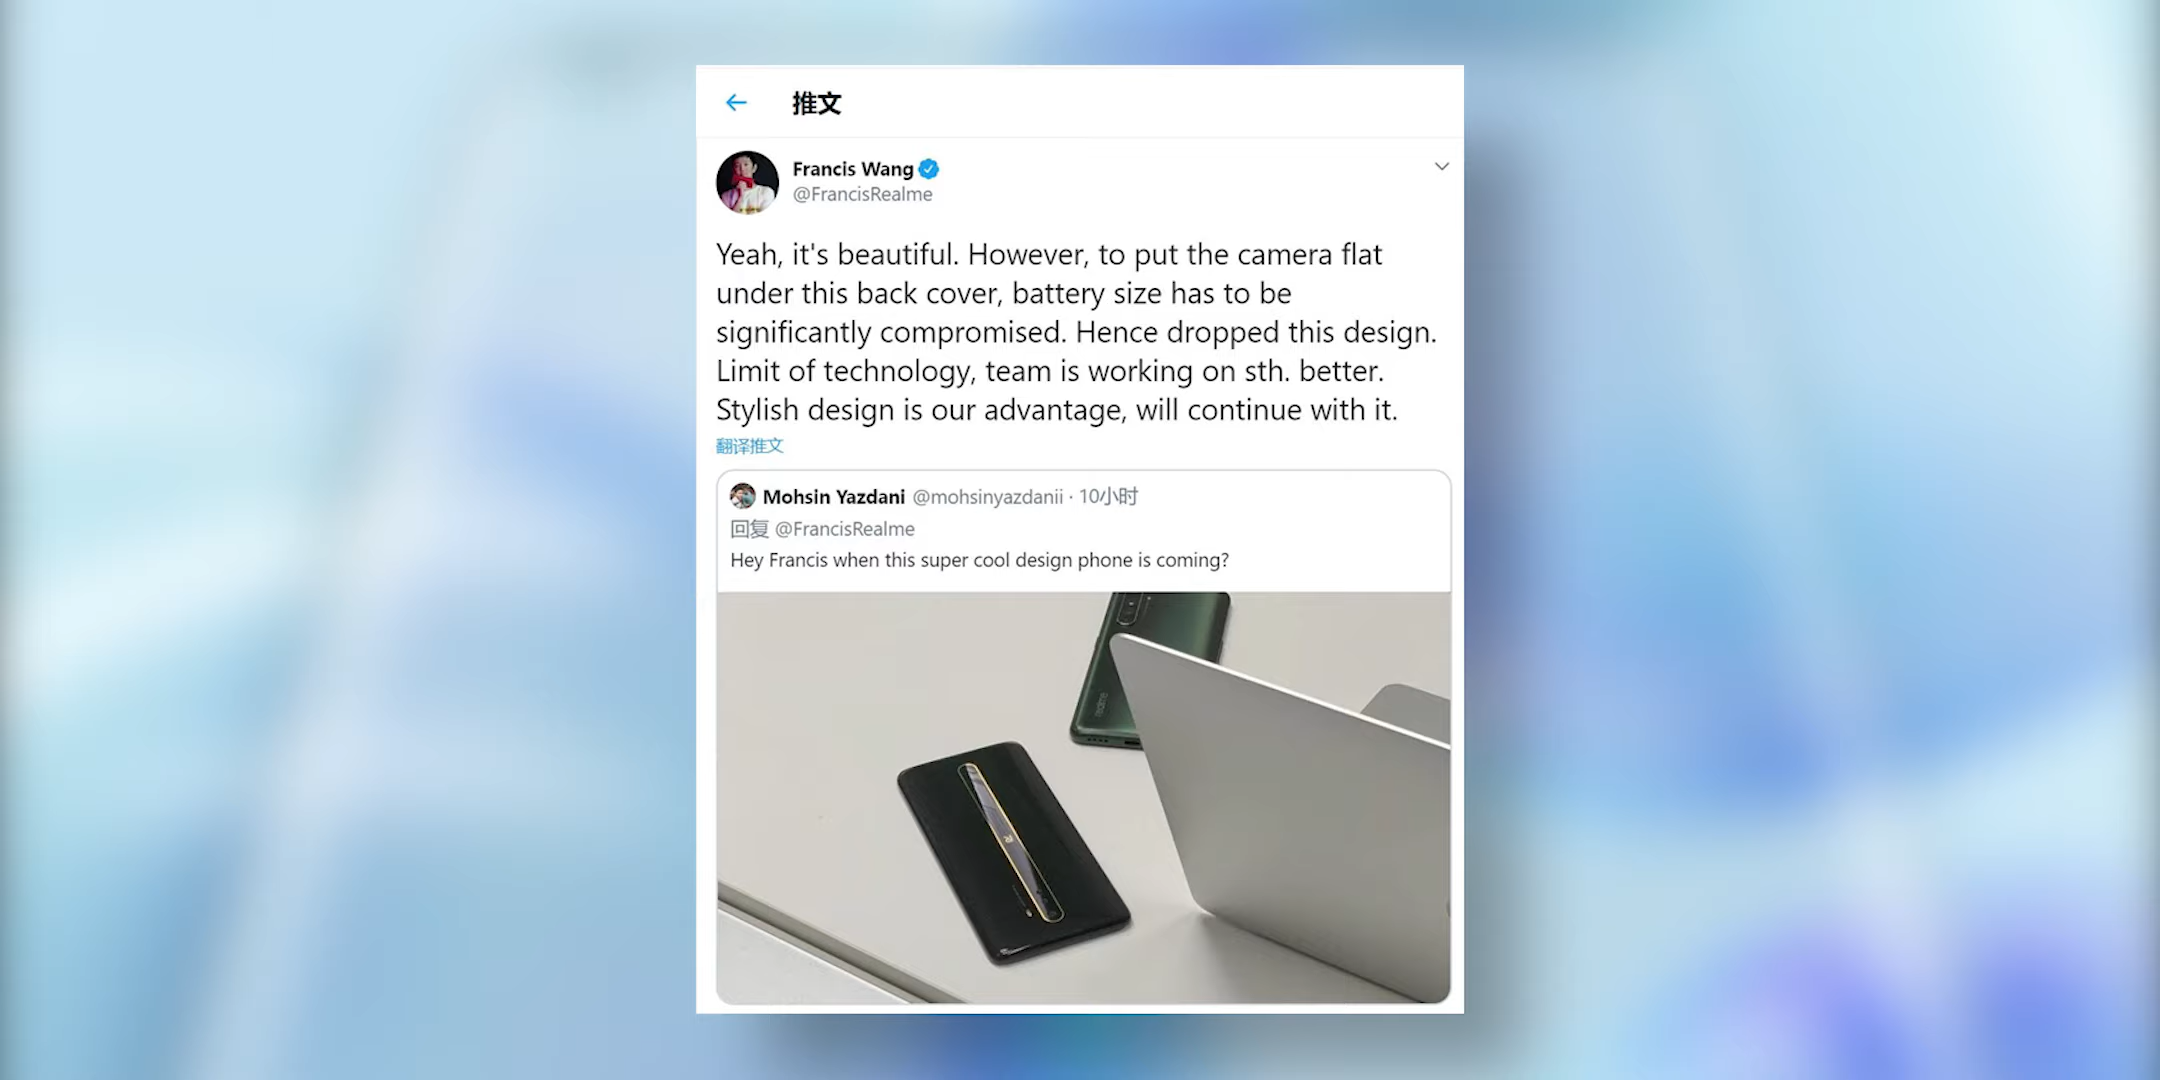 推文
Francis Wang
@FrancisRealme
Yeah, it's beautiful. However, to put the camera flat
under this back cover, battery size has to be
significantly compromised. Hence dropped this design.
Limit of technology, team is working on sth. better.
Stylish design is our advantage, will continue with it.
翻译推文
Mohsin Yazdani @mohsinyazdanii · 10小时
回复 @FrancisRealme
Hey Francis when this super cool design phone is coming?
realme